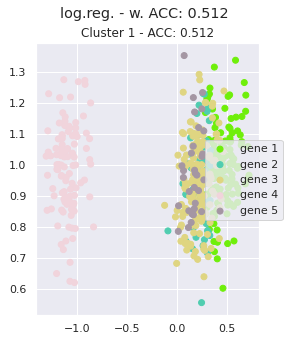 log.reg. - w. ACC: 0.512
Cluster 1 - ACC: 0.512
1.3
1.2
1.1
1.0
0.9
0.8
0.7
0.6
gene 1
gene 2
gene 3
gene 4
gene 5
−1.0 −0.5 0.0 0.5